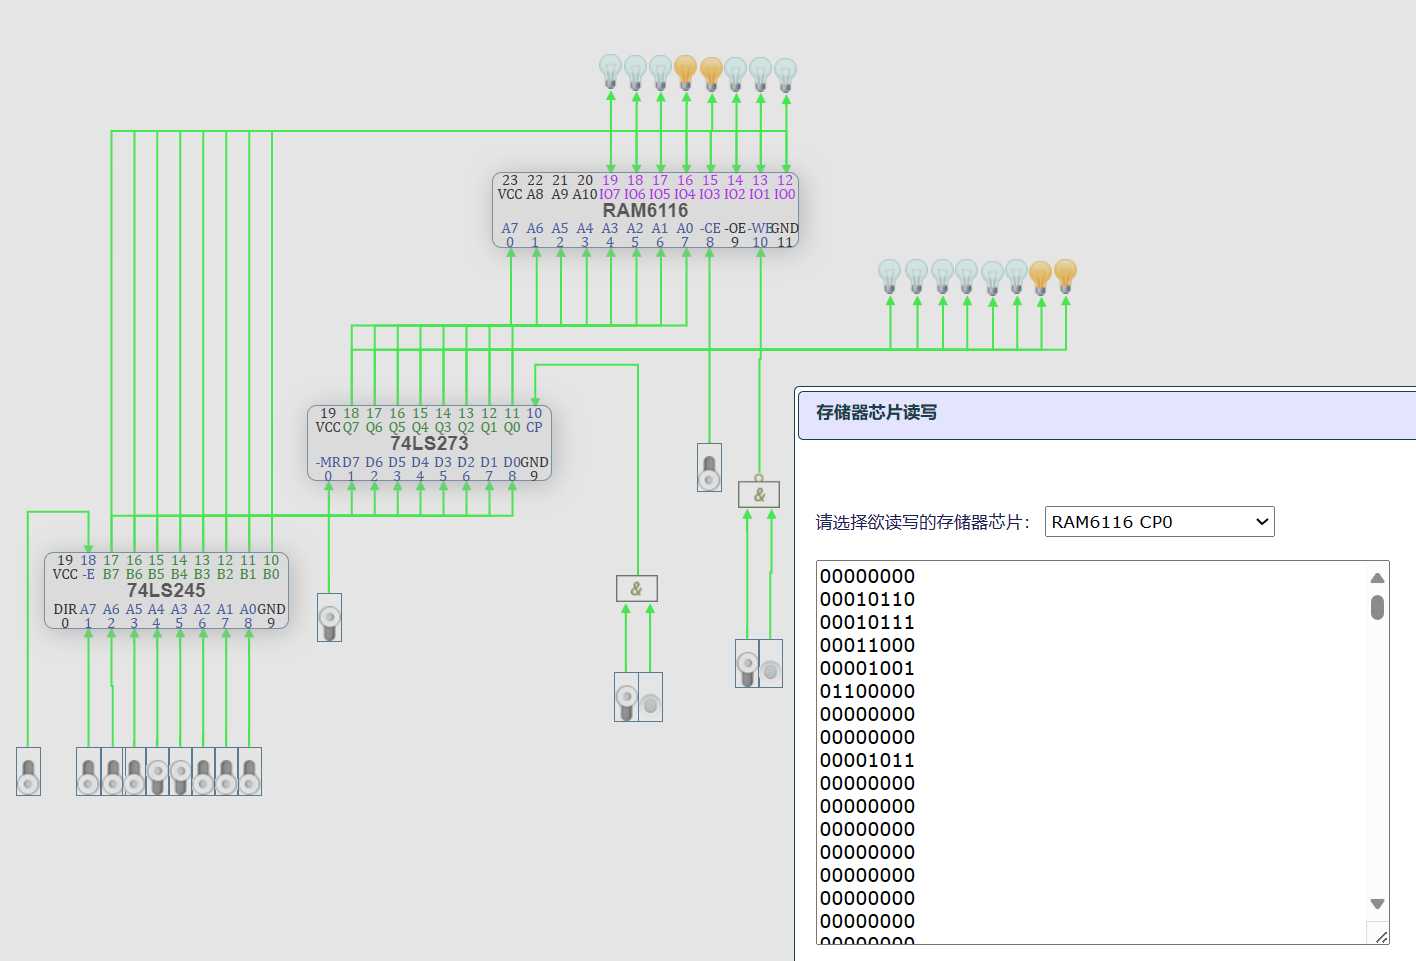 23 22 21 20 19 18 17 16 15 14 13 12
VCC A8 A9 A10 IO7 IO6 IO5 IO4 IO3 IO2 IO1 IO0
RAM6116
A7 A6 A5 A4 A3 A2 A1 A0 -CE -OE -WE GND
0 1 2 3 4 5 6 7 8 9 10 11
19 18 17 16 15 14 13 12 11 10
VCC Q7 Q6 Q5 Q4 Q3 Q2 Q1 Q0 CP
74LS273
-MR D7 D6 D5 D4 D3 D2 D1 D0 GND
0 1 2 3 4 5 6 7 8 9
&
&
19 18 17 16 15 14 13 12 11 10
VCC -E B7 B6 B5 B4 B3 B2 B1 B0
74LS245
DIR A7 A6 A5 A4 A3 A2 A1 A0 GND
0 1 2 3 4 5 6 7 8 9
存储器芯片读写
请选择欲读写的存储器芯片： RAM6116 CP0
00000000
00010110
00010111
00011000
00001001
01100000
00000000
00000000
00001011
00000000
00000000
00000000
00000000
00000000
00000000
00000000
00000000